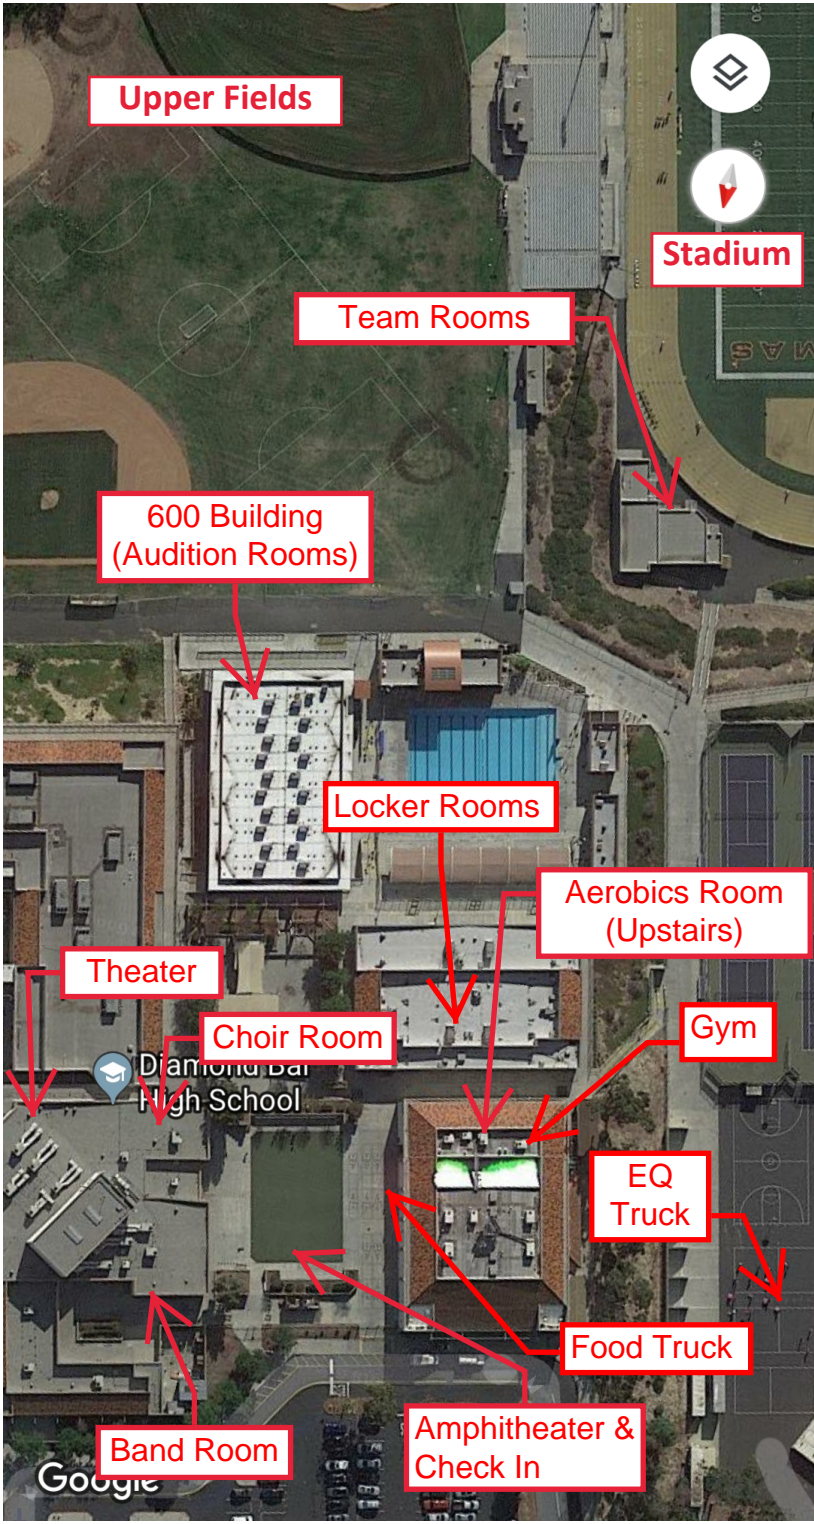 Upper Fields
Stadium
Team Rooms
600 Building
(Audition Rooms)
Locker Rooms
Aerobics Room
(Upstairs)
Theater
Choir Room
Gym
Diamond Bar
High School
EQ
Truck
Food Truck
Amphitheater &
Check In
Band Room
Google